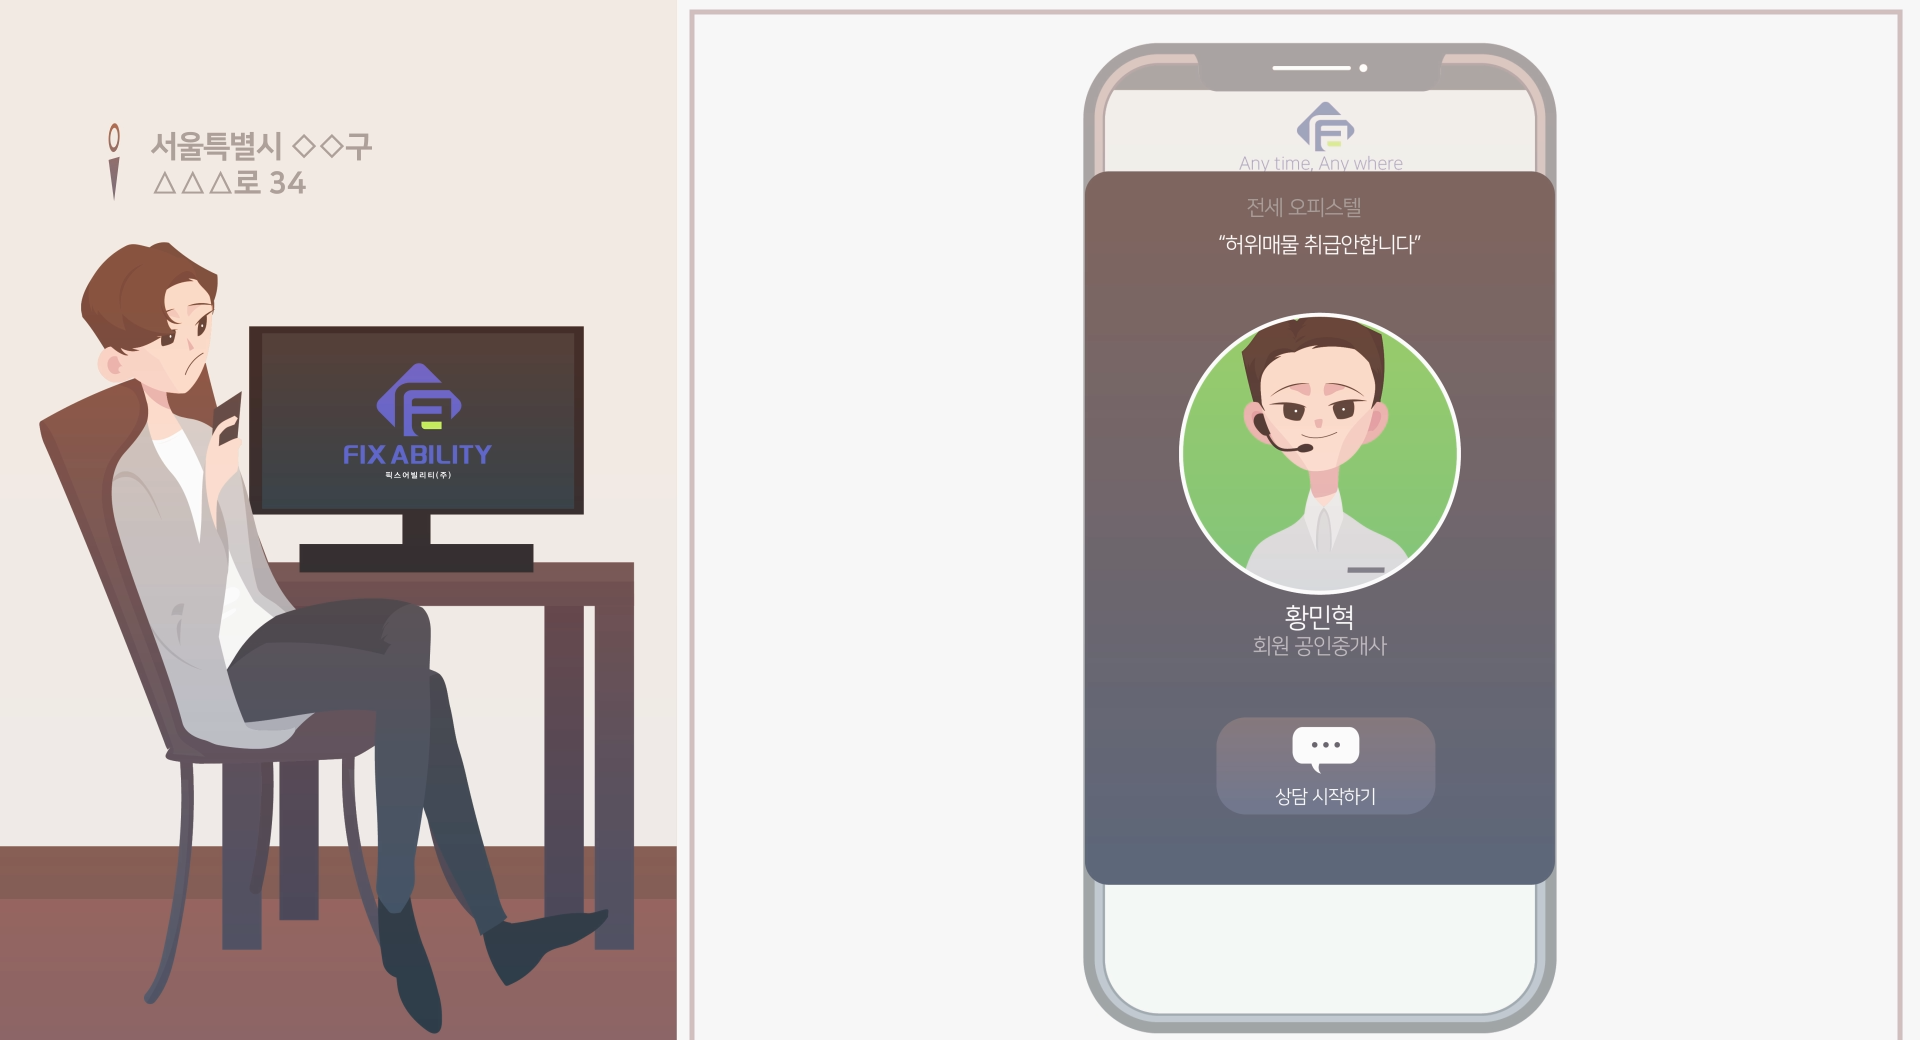 서울특별시 ◇◇구
△△△로 34
FIX ABILITY
픽스어빌리티(주)
Any time, Any where
전세 오피스텔
“허위매물 취급안합니다”
황민혁
회원 공인중개사
상담 시작하기